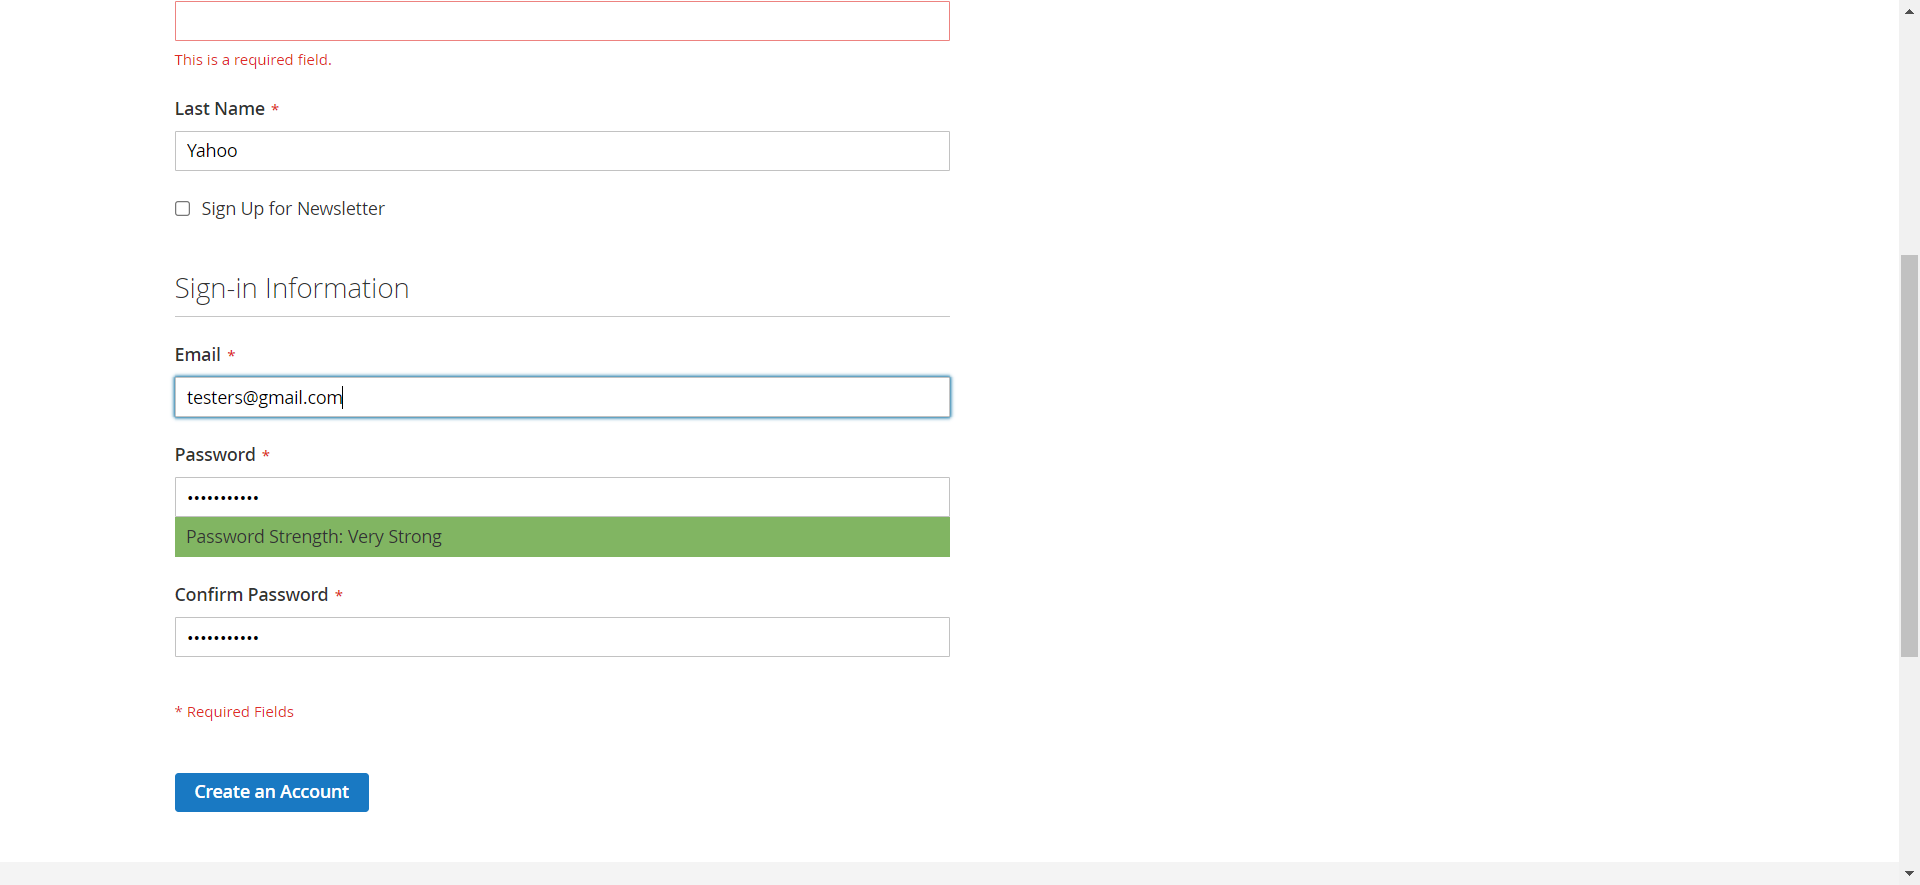 This is a required field.
Last Name *
Yahoo
Sign Up for Newsletter
Sign-in Information
Email *
testers@gmail.com
Password *
•••••••••••
Password Strength: Very Strong
Confirm Password *
•••••••••••
* Required Fields
Create an Account